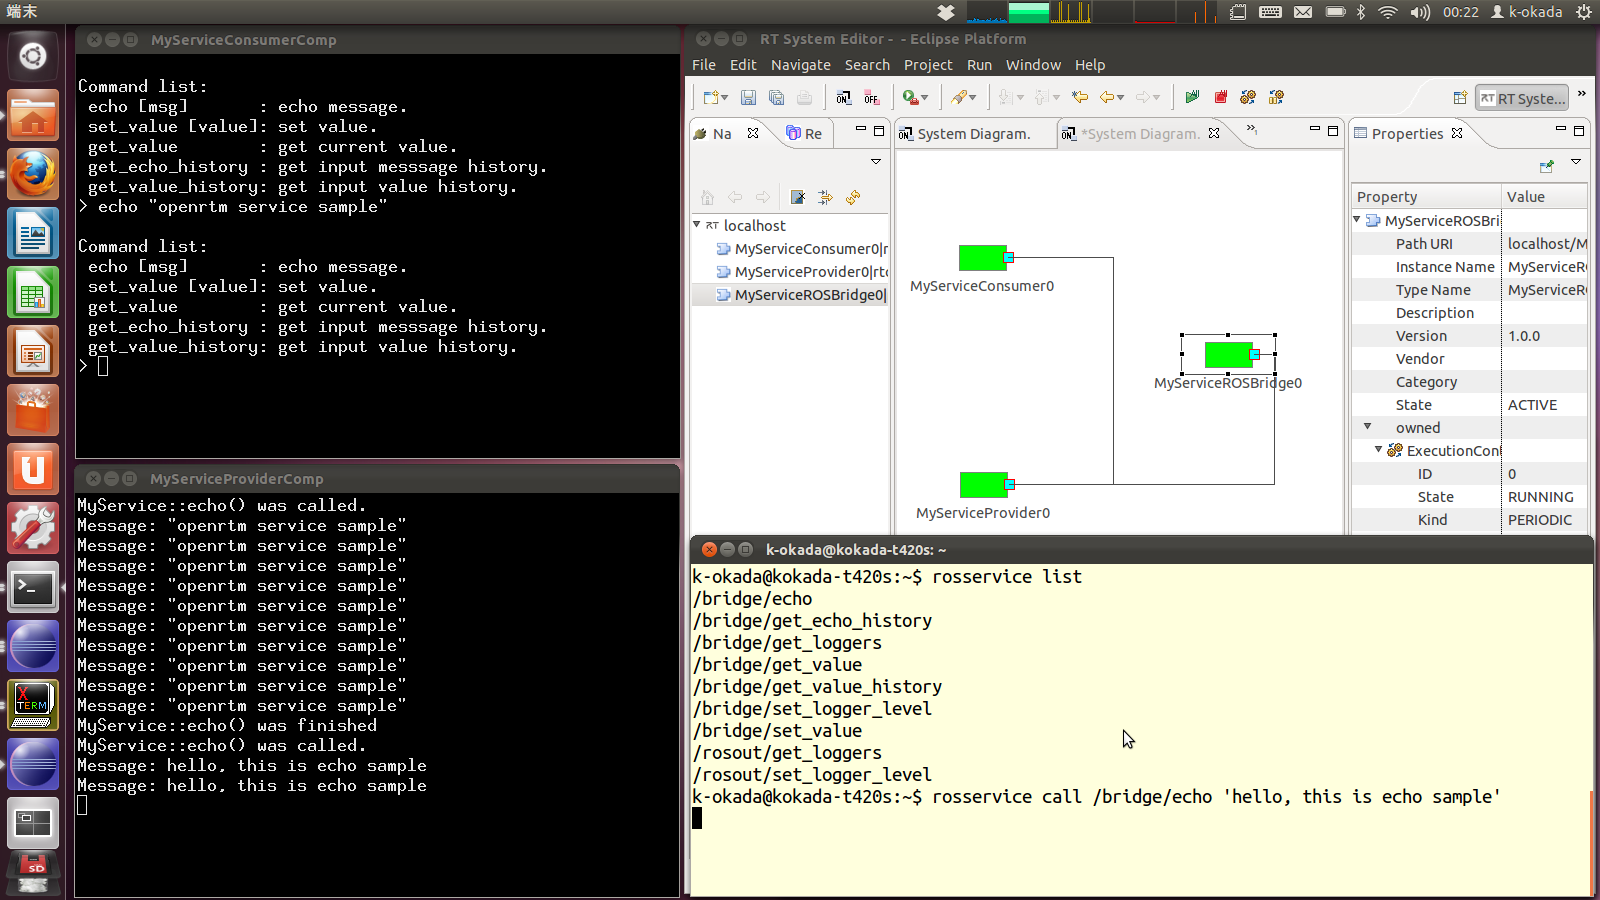 端末
00:22
k-okada
MyServiceConsumerComp
Command list:
echo [msg]       : echo message.
set_value [value]: set value.
get_value        : get current value.
get_echo_history : get input messsage history.
get_value_history: get input value history.
> echo "openrtm service sample"
Command list:
echo [msg]       : echo message.
set_value [value]: set value.
get_value        : get current value.
get_echo_history : get input messsage history.
get_value_history: get input value history.
>
MyServiceProviderComp
MyService::echo() was called.
Message: "openrtm service sample"
Message: "openrtm service sample"
Message: "openrtm service sample"
Message: "openrtm service sample"
Message: "openrtm service sample"
Message: "openrtm service sample"
Message: "openrtm service sample"
Message: "openrtm service sample"
Message: "openrtm service sample"
Message: "openrtm service sample"
MyService::echo() was finished
MyService::echo() was called.
Message: hello, this is echo sample
Message: hello, this is echo sample
RT System Editor - - Eclipse Platform
File Edit Navigate Search Project Run Window Help
ON OFF
RT Syste...
Na
Re
localhost
MyServiceConsumer0|r
MyServiceProvider0|rtc
MyServiceROSBridge0|
System Diagram.
*System Diagram.
MyServiceConsumer0
MyServiceROSBridge0
MyServiceProvider0
Properties
Property Value
MyServiceROSBri
Path URI localhost/M
Instance Name MyServiceR
Type Name MyServiceR
Description
Version 1.0.0
Vendor
Category
State ACTIVE
owned
ExecutionCont
ID 0
State RUNNING
Kind PERIODIC
k-okada@kokada-t420s: ~
k-okada@kokada-t420s:~$ rosservice list
/bridge/echo
/bridge/get_echo_history
/bridge/get_loggers
/bridge/get_value
/bridge/get_value_history
/bridge/set_logger_level
/bridge/set_value
/rosout/get_loggers
/rosout/set_logger_level
k-okada@kokada-t420s:~$ rosservice call /bridge/echo 'hello, this is echo sample'
X TERM
SD